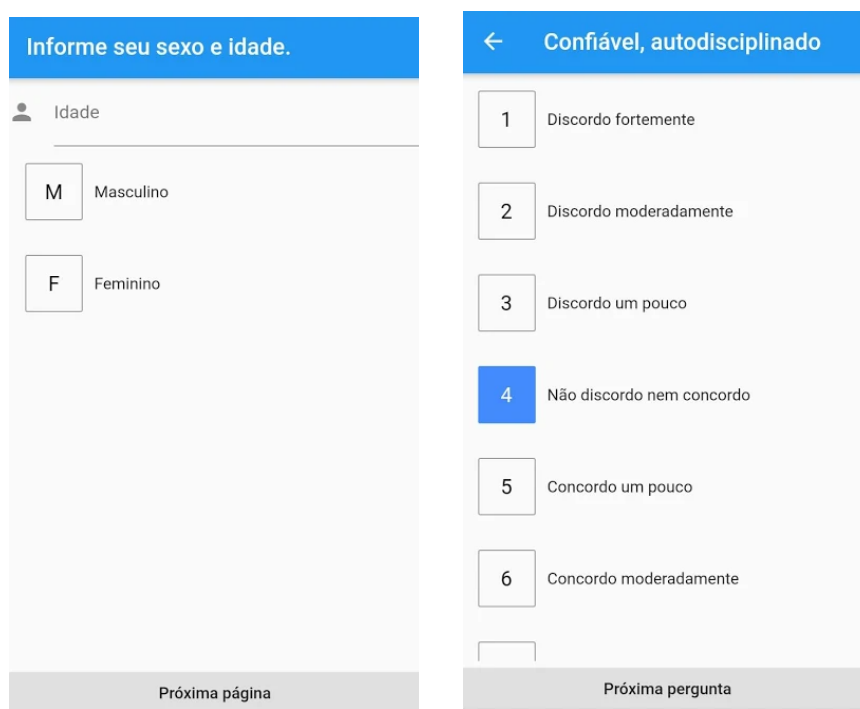 Informe seu sexo e idade.
Idade
M Masculino
F Feminino
Próxima página
Confiável, autodisciplinado
1 Discordo fortemente
2 Discordo moderadamente
3 Discordo um pouco
4 Não discordo nem concordo
5 Concordo um pouco
6 Concordo moderadamente
Próxima pergunta